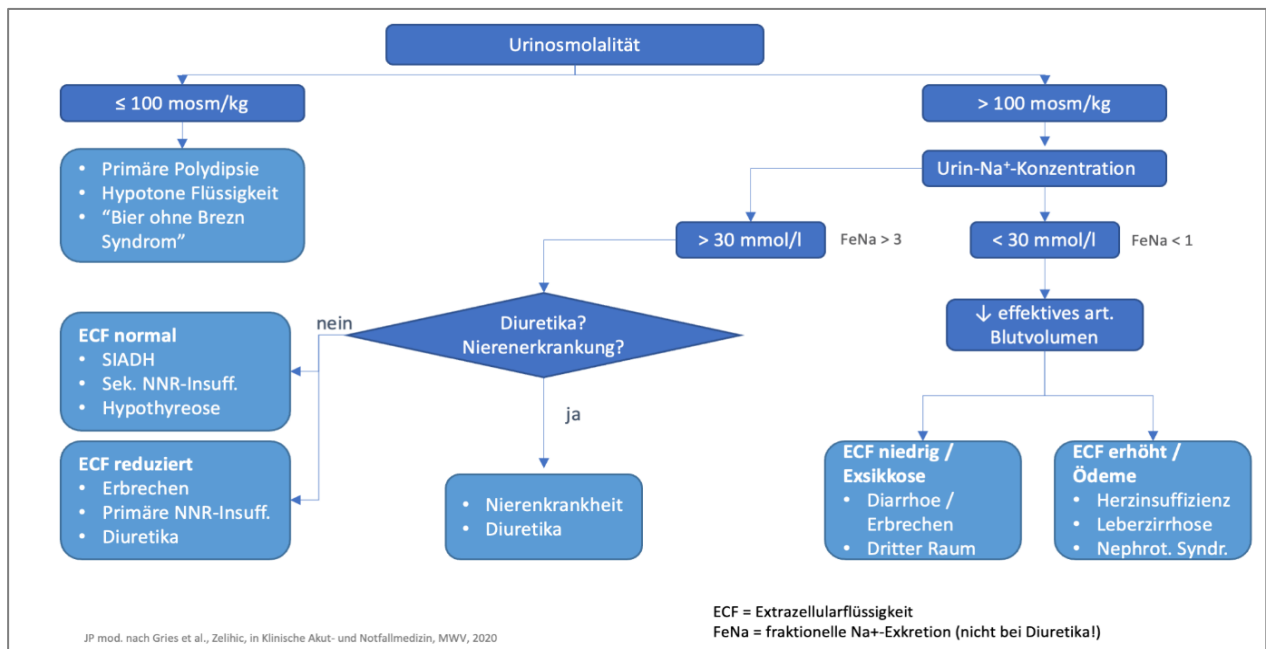 Urinosmolalität
≤ 100 mosm/kg
> 100 mosm/kg
• Primäre Polydipsie
• Hypotone Flüssigkeit
• “Bier ohne Brezn
Syndrom”
Urin-Na⁺-Konzentration
> 30 mmol/l
FeNa > 3
< 30 mmol/l
FeNa < 1
Diuretika?
Nierenerkrankung?
nein
ja
↓ effektives art.
Blutvolumen
ECF normal
• SIADH
• Sek. NNR-Insuff.
• Hypothyreose
ECF reduziert
• Erbrechen
• Primäre NNR-Insuff.
• Diuretika
• Nierenkrankheit
• Diuretika
ECF niedrig /
Exsikkose
• Diarrhoe /
Erbrechen
• Dritter Raum
ECF erhöht /
Ödeme
• Herzinsuffizienz
• Leberzirrhose
• Nephrot. Syndr.
ECF = Extrazellularflüssigkeit
FeNa = fraktionelle Na+-Exkretion (nicht bei Diuretika!)
JP mod. nach Gries et al., Zelihic, in Klinische Akut- und Notfallmedizin, MWV, 2020